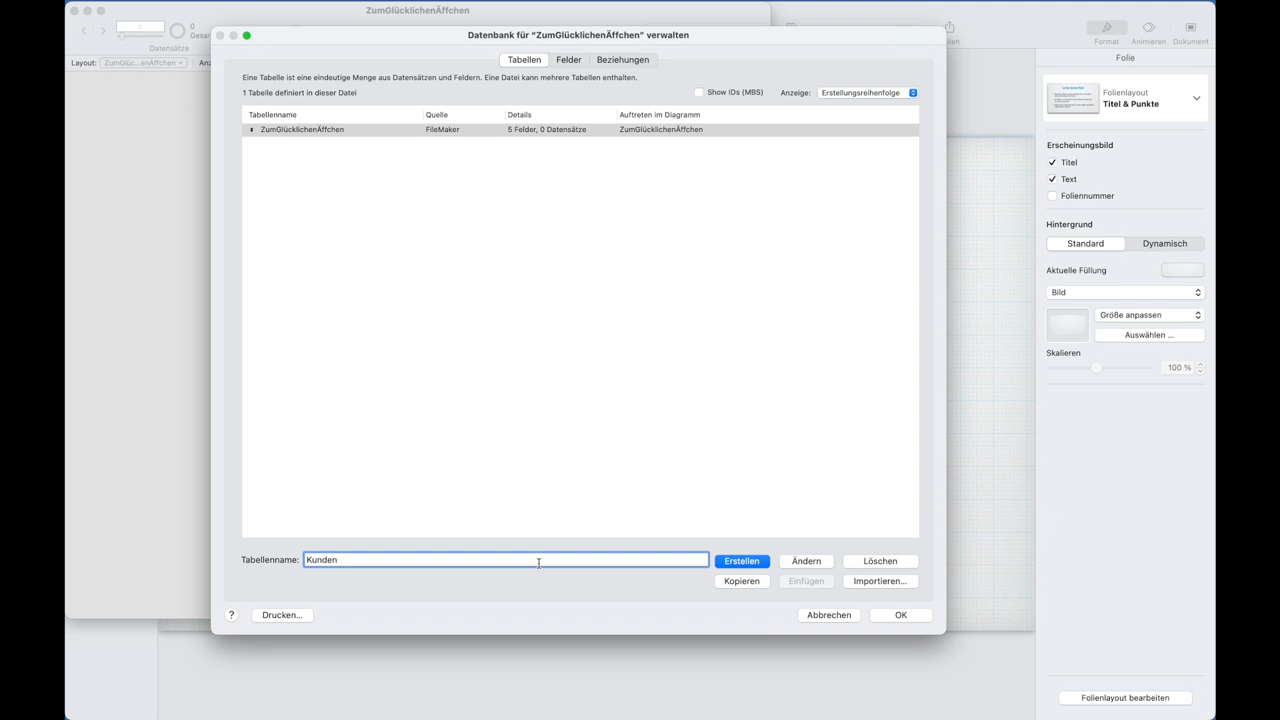 ZumGlücklichenÄffchen
0
Gesar
Datensätze
Layout: ZumGlüc...enÄffchen
Datenbank für "ZumGlücklichenÄffchen" verwalten
Tabellen Felder Beziehungen
Eine Tabelle ist eine eindeutige Menge aus Datensätzen und Feldern. Eine Datei kann mehrere Tabellen enthalten.
1 Tabelle definiert in dieser Datei
Show IDs (MBS) Anzeige: Erstellungsreihenfolge
Tabellenname Quelle Details Auftreten im Diagramm
ZumGlücklichenÄffchen FileMaker 5 Felder, 0 Datensätze ZumGlücklichenÄffchen
Tabellenname: Kunden
Erstellen Ändern Löschen
Kopieren Einfügen Importieren...
? Drucken... Abbrechen OK
Format Animieren Dokument
Folie
Folienlayout
Titel & Punkte
Erscheinungsbild
Titel
Text
Foliennummer
Hintergrund
Standard Dynamisch
Aktuelle Füllung
Bild
Größe anpassen
Auswählen ...
Skalieren
100 %
Folienlayout bearbeiten